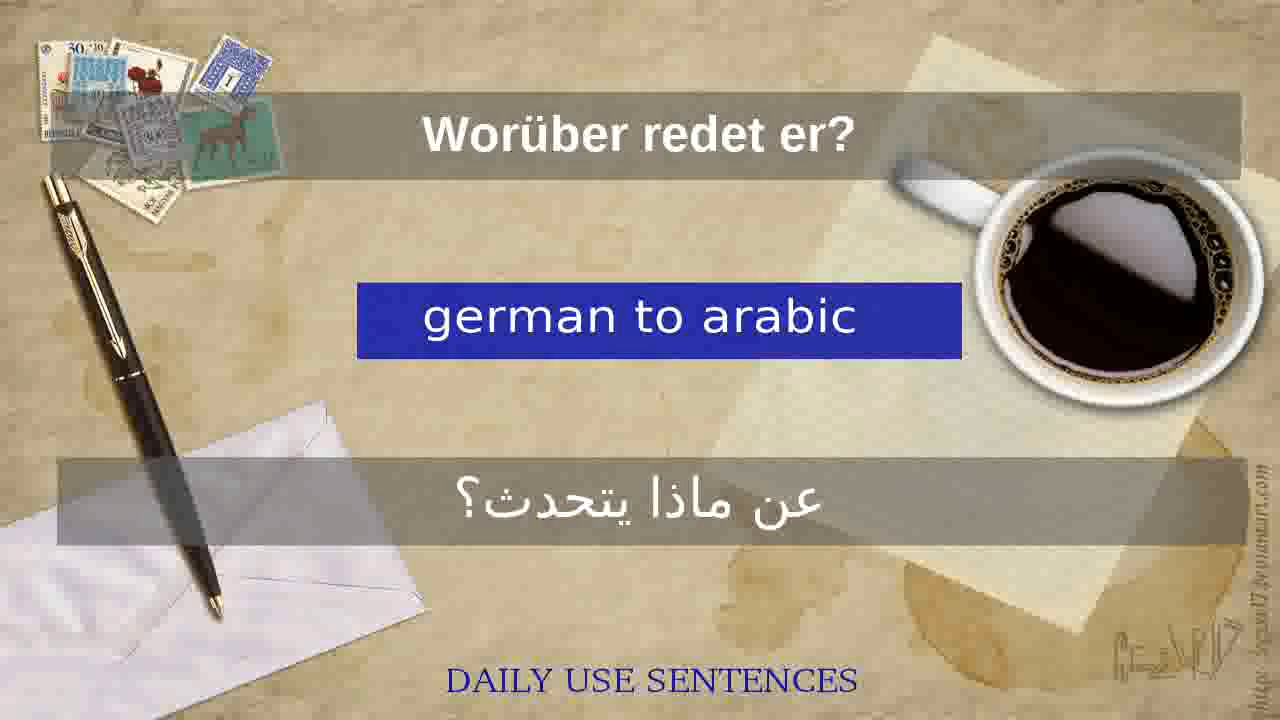 Worüber redet er?
german to arabic
عن ماذا يتحدث؟
DAILY USE SENTENCES